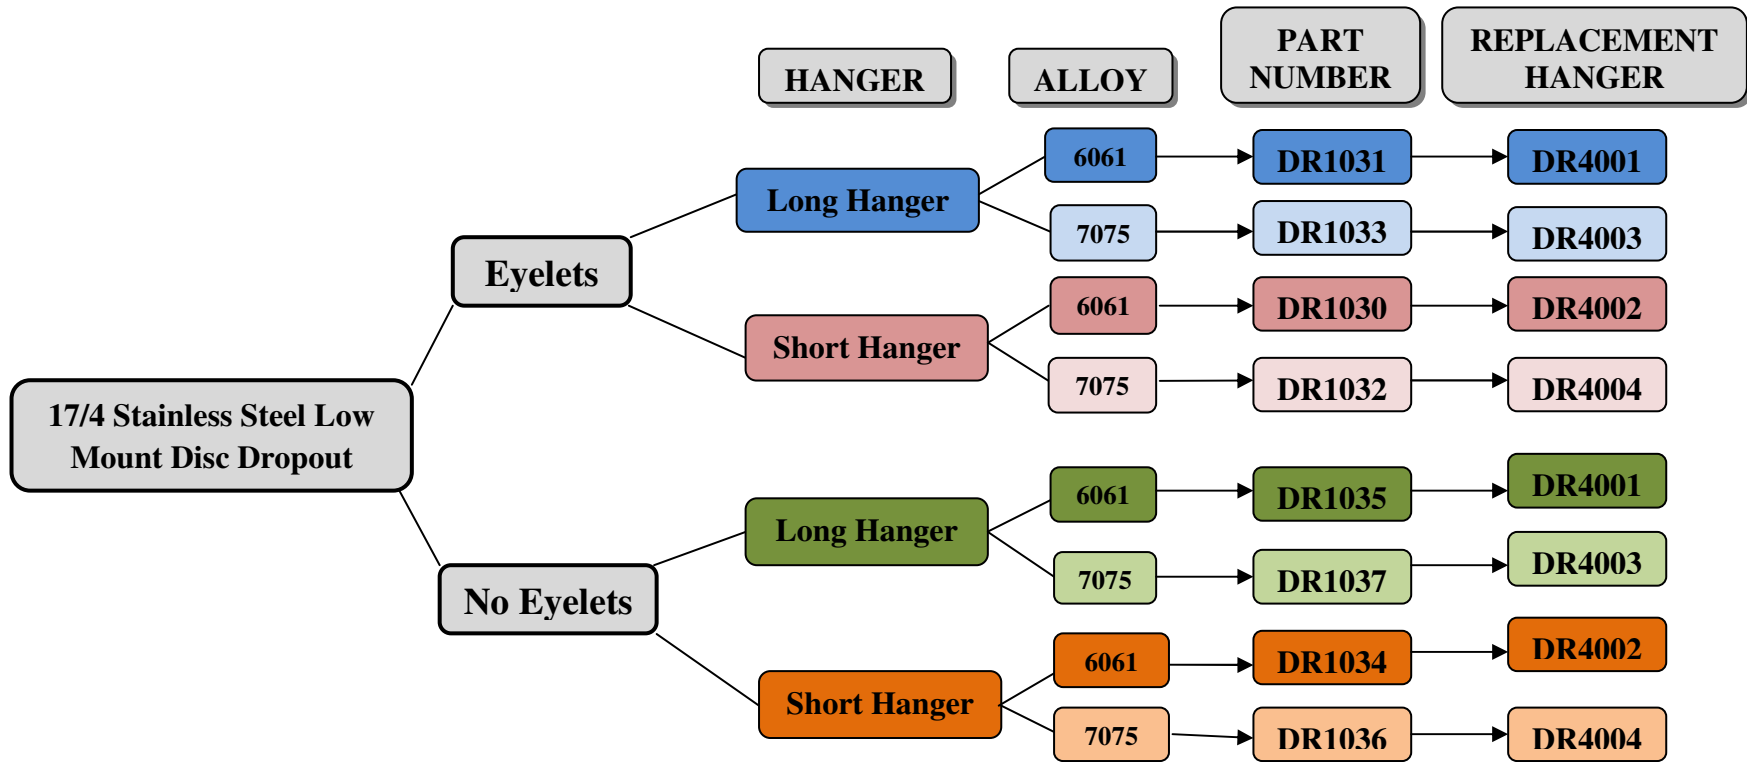 HANGER
ALLOY
PART
NUMBER
REPLACEMENT
HANGER
17/4 Stainless Steel Low
Mount Disc Dropout
Eyelets
Long Hanger
6061
DR1031
DR4001
7075
DR1033
DR4003
Short Hanger
6061
DR1030
DR4002
7075
DR1032
DR4004
No Eyelets
Long Hanger
6061
DR1035
DR4001
7075
DR1037
DR4003
Short Hanger
6061
DR1034
DR4002
7075
DR1036
DR4004